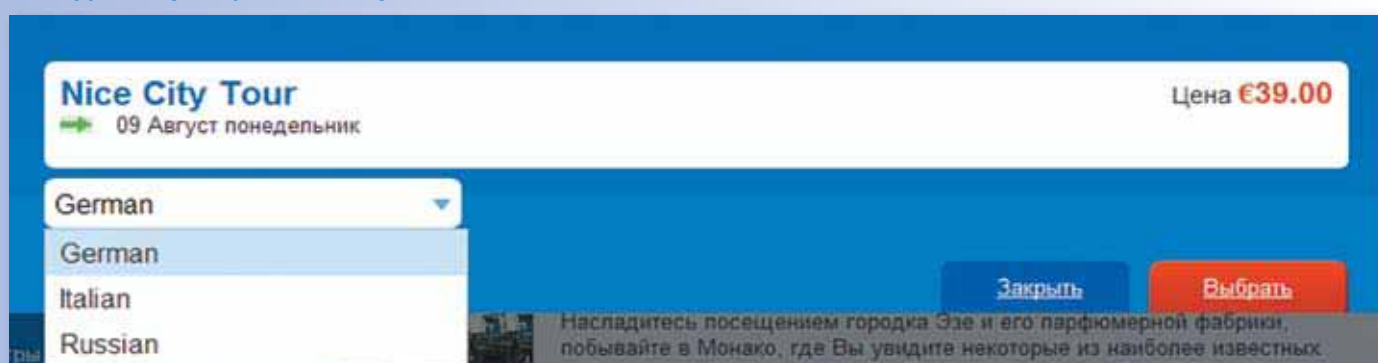 Nice City Tour
Цена €39.00
09 Август понедельник
German
German
Italian
Закрыть
Выбрать
Russian
Насладитесь посещением городка Эзе и его парфюмерной фабрики,
побывайте в Монако, где Вы увидите некоторые из наиболее известных